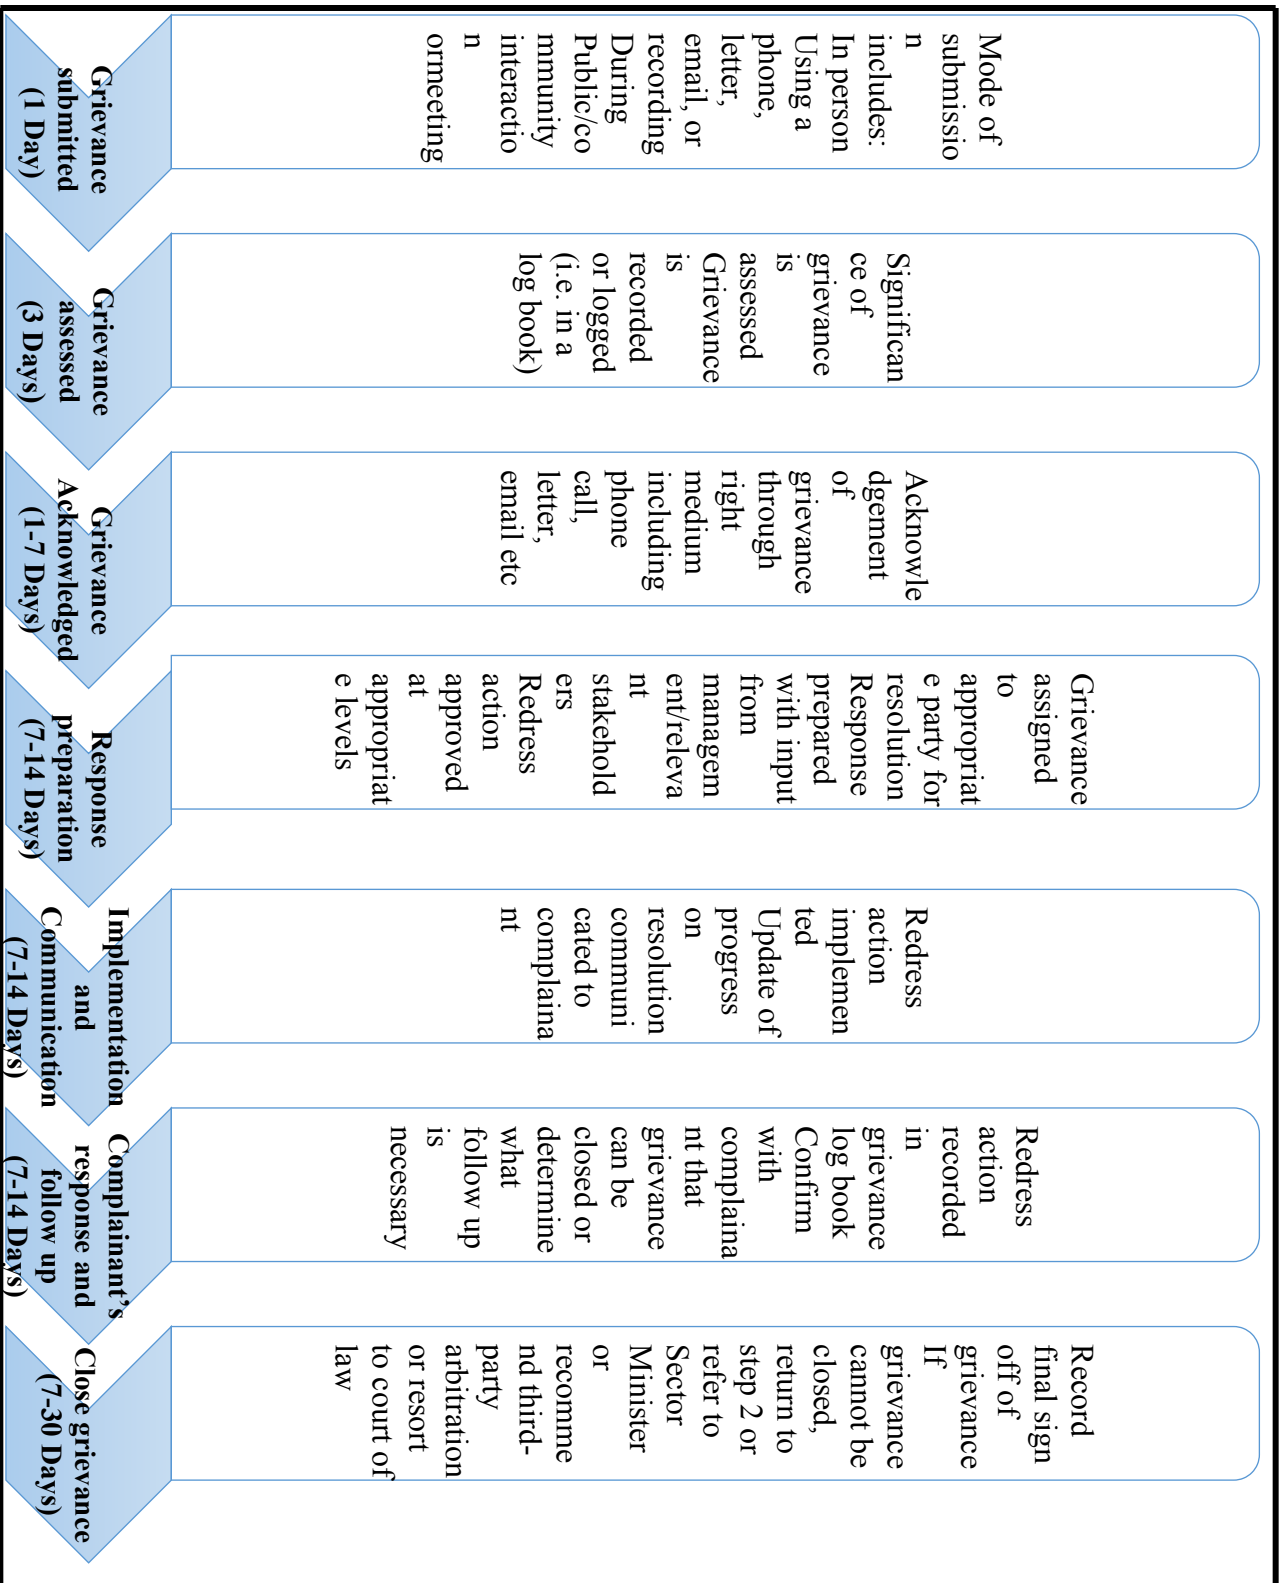 Grievance
submitted
(1 Day)
Mode of
submissio
n
includes:
In person
Using a
phone,
letter,
email, or
recording
During
Public/co
mmunity
interactio
n
ormeeting
Grievance
assessed
(3 Days)
Significan
ce of
grievance
is
assessed
Grievance
is
recorded
or logged
(i.e. in a
log book)
Grievance
Acknowledged
(1-7 Days)
Acknowle
dgement
of
grievance
through
right
medium
including
phone
call,
letter,
email etc
Response
preparation
(7-14 Days)
Grievance
assigned
to
appropriat
e party for
resolution
Response
prepared
with input
from
managem
ent/releva
nt
stakehold
ers
Redress
action
approved
at
appropriat
e levels
Implementation
and
Communication
(7-14 Days)
Redress
action
implemen
ted
Update of
progress
on
resolution
communi
cated to
complaina
nt
Complainant’s
response and
follow up
(7-14 Days)
Redress
action
recorded
in
grievance
log book
Confirm
with
complaina
nt that
grievance
can be
closed or
determine
what
follow up
is
necessary
Close grievance
(7-30 Days)
Record
final sign
off of
grievance
If
grievance
cannot be
closed,
return to
step 2 or
refer to
Sector
Minister
or
recomme
nd third-
party
arbitration
or resort
to court of
law